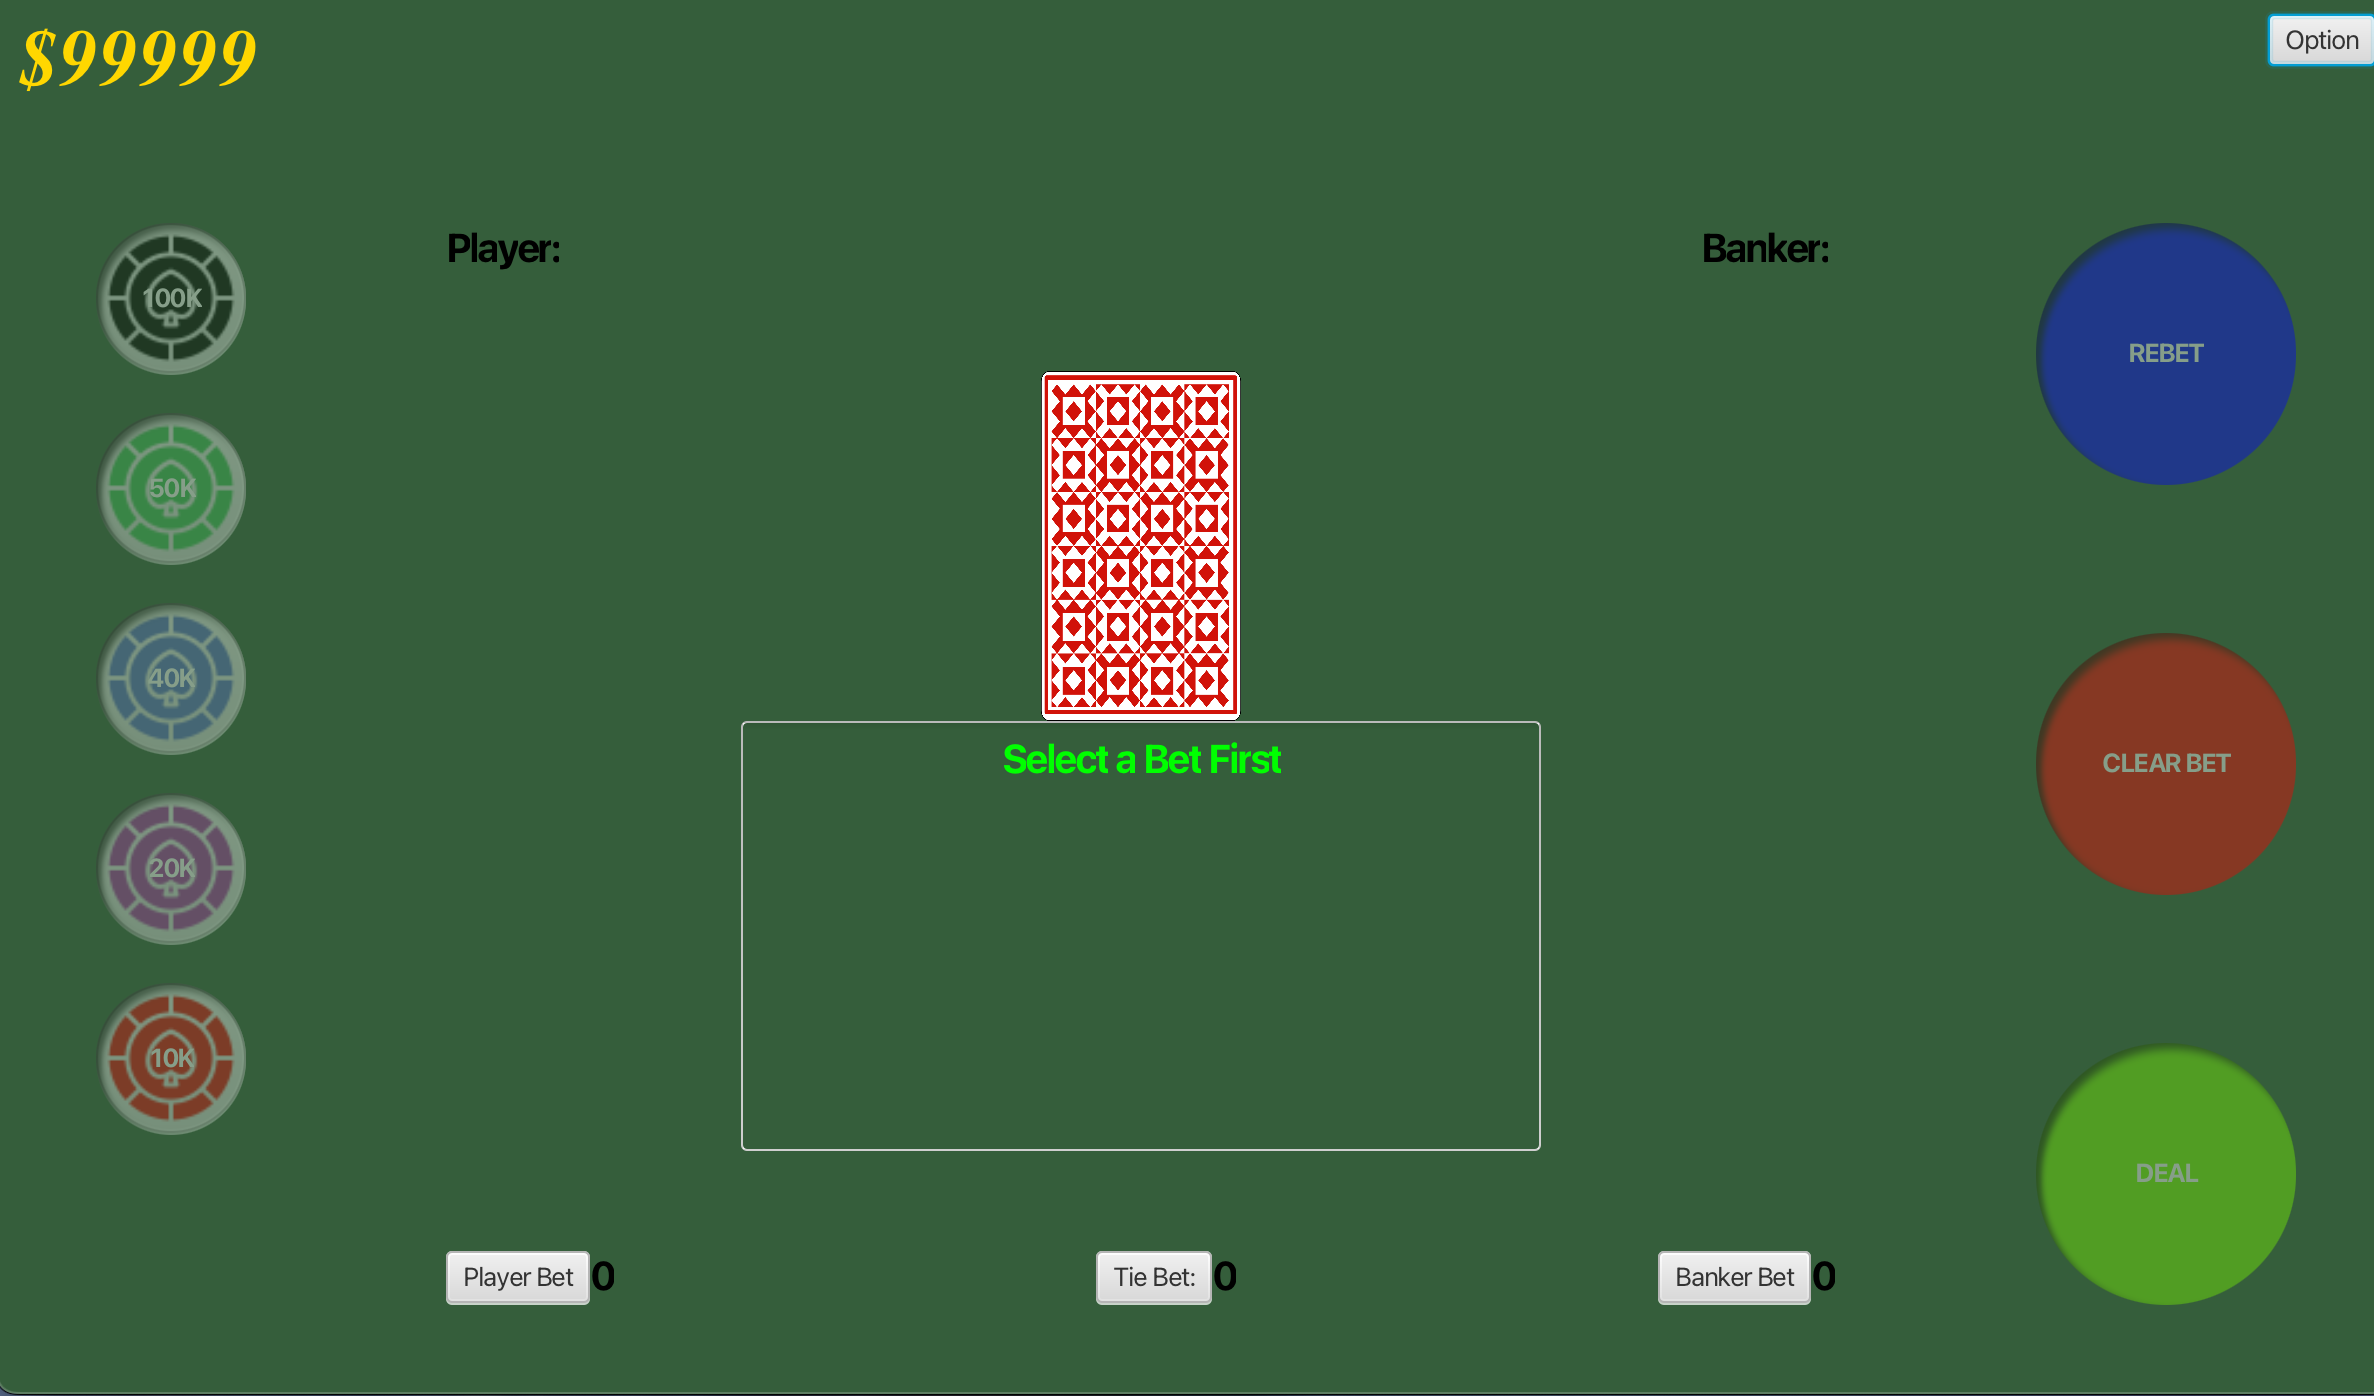 $99999
Option
Player:
Banker:
100K
50K
40K
20K
10K
REBET
CLEAR BET
DEAL
Select a Bet First
Player Bet 0
Tie Bet: 0
Banker Bet 0